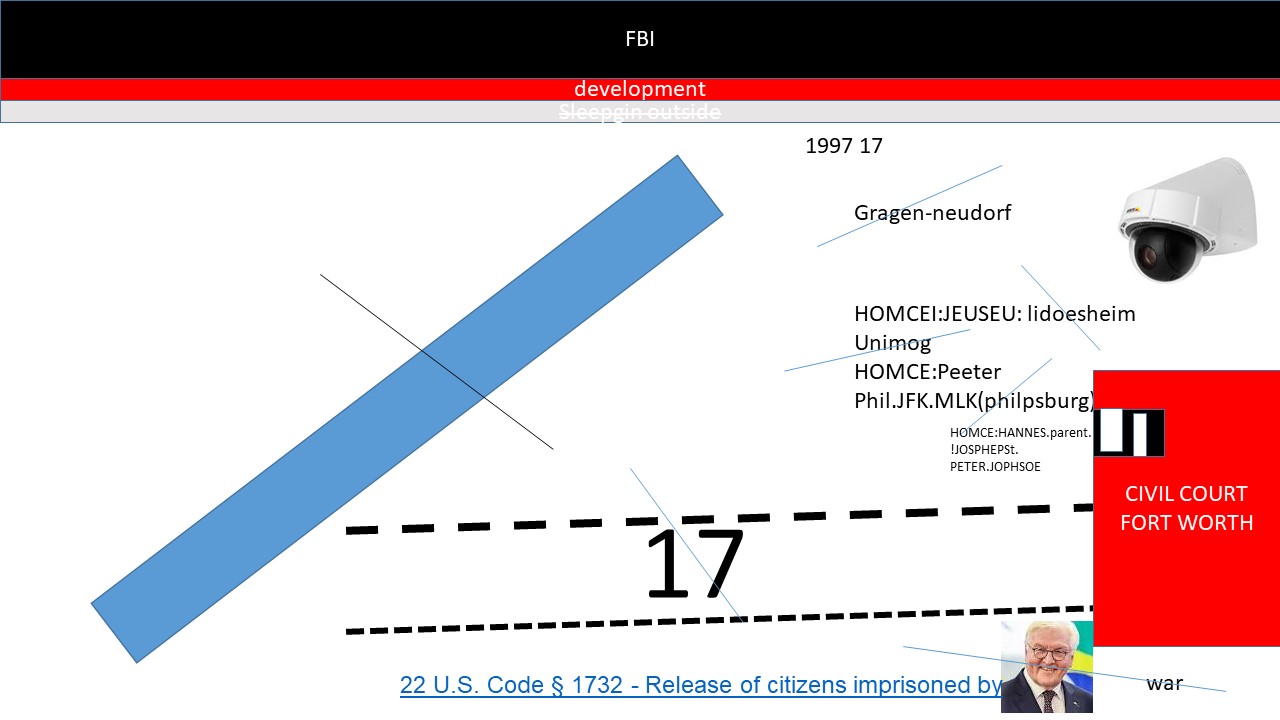 FBI
development
Sleepgin outside
1997 17
Gragen-neudorf
HOMCEI:JEUSEU: lidoesheim
Unimog
HOMCE:Peeter
Phil.JFK.MLK(philpsburg)
HOMCE:HANNES.parent.
!JOSPHEPSt.
PETER.JOPHSOE
CIVIL COURT
FORT WORTH
17
22 U.S. Code § 1732 - Release of citizens imprisoned by
war